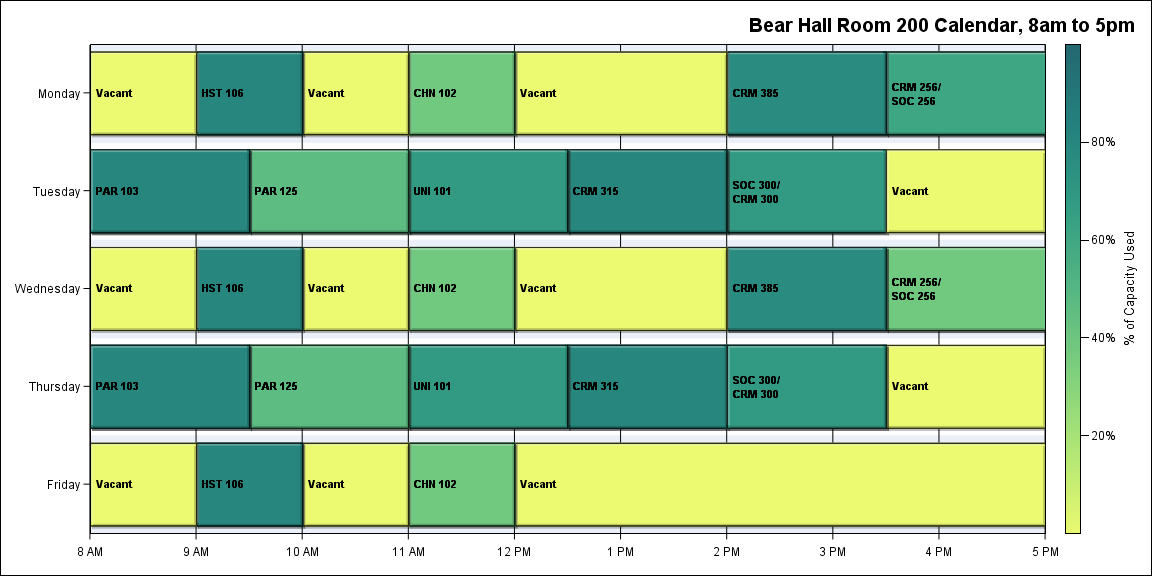 Bear Hall Room 200 Calendar, 8am to 5pm
Monday
Vacant
HST 106
Vacant
CHN 102
Vacant
CRM 385
CRM 256/
SOC 256
Tuesday
PAR 103
PAR 125
UNI 101
CRM 315
SOC 300/
CRM 300
Vacant
Wednesday
Vacant
HST 106
Vacant
CHN 102
Vacant
CRM 385
CRM 256/
SOC 256
Thursday
PAR 103
PAR 125
UNI 101
CRM 315
SOC 300/
CRM 300
Vacant
Friday
Vacant
HST 106
Vacant
CHN 102
Vacant
8 AM
9 AM
10 AM
11 AM
12 PM
1 PM
2 PM
3 PM
4 PM
5 PM
80%
60%
40%
20%
% of Capacity Used